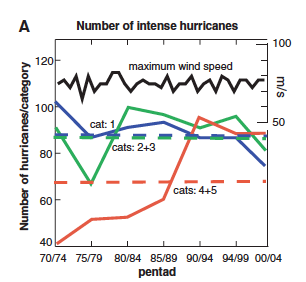 A
Number of intense hurricanes
Number of hurricanes/category
120
100
80
60
40
100
50
m/s
maximum wind speed
cat: 1
cats: 2+3
cats: 4+5
70/74 75/79 80/84 85/89 90/94 94/99 00/04
pentad